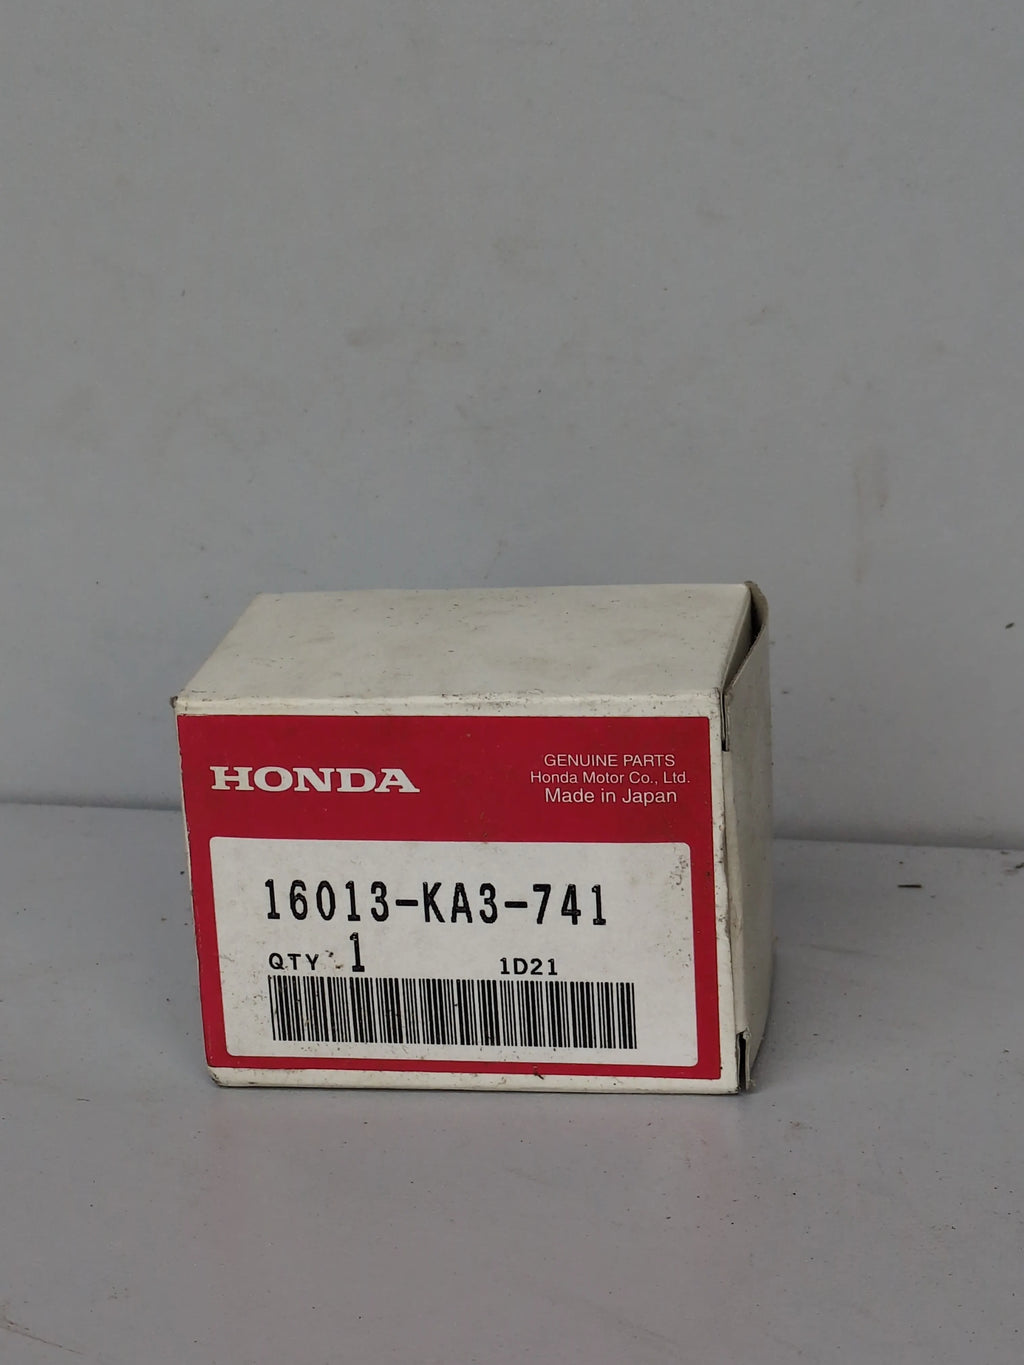 HONDA
GENUINE PARTS
Honda Motor Co., Ltd.
Made in Japan
16013-KA3-741
QTY 1 1D21